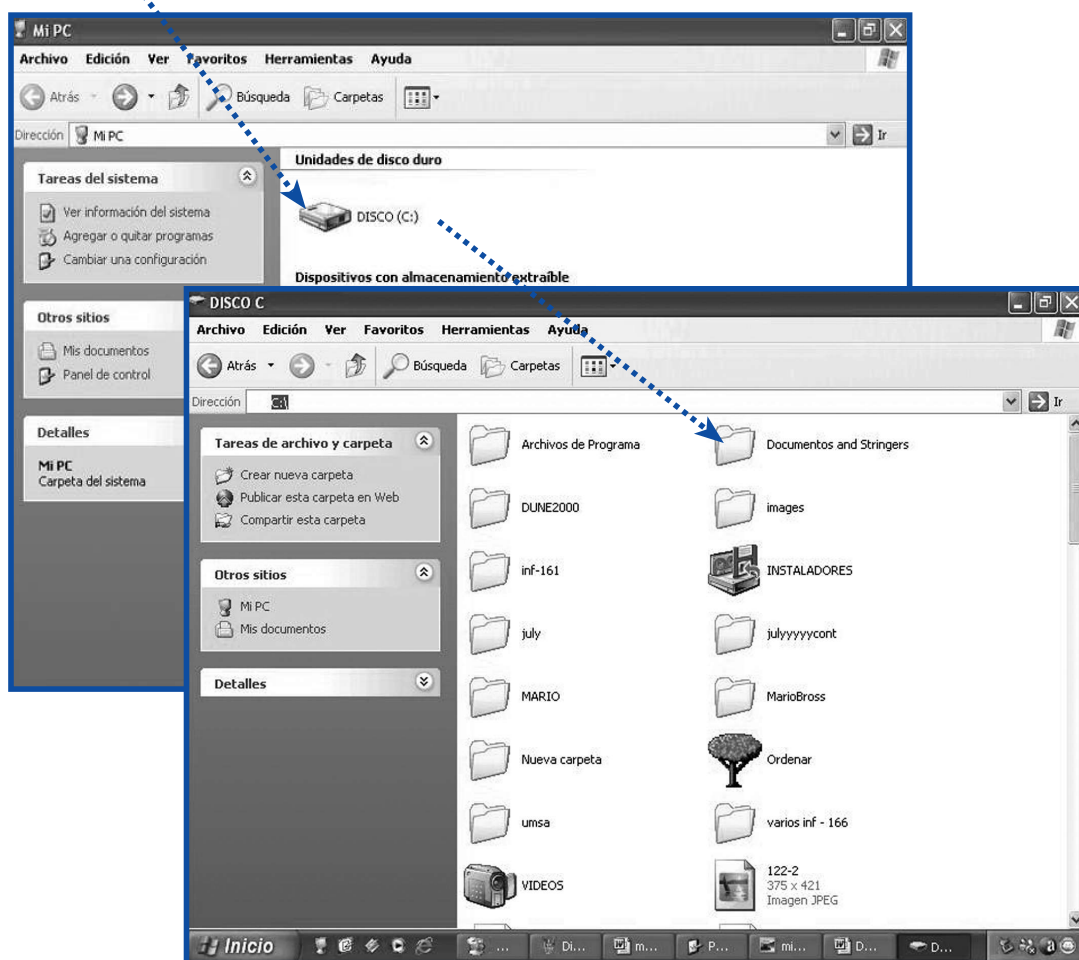 Mi PC
Archivo Edición Ver Favoritos Herramientas Ayuda
Atrás Búsqueda Carpetas
Dirección Mi PC Ir
Tareas del sistema
Ver información del sistema
Agregar o quitar programas
Cambiar una configuración
Otros sitios
Mis documentos
Panel de control
Detalles
Mi PC
Carpeta del sistema
Unidades de disco duro
DISCO (C:)
Dispositivos con almacenamiento extraíble
DISCO C
Archivo Edición Ver Favoritos Herramientas Ayuda
Atrás Búsqueda Carpetas
Dirección C:\ Ir
Tareas de archivo y carpeta
Crear nueva carpeta
Publicar esta carpeta en Web
Compartir esta carpeta
Otros sitios
Mi PC
Mis documentos
Detalles
Archivos de Programa Documentos and Stringers
DUNE2000 images
inf-161 INSTALADORES
july julyyyyycont
MARIO MarioBross
Nueva carpeta Ordenar
umsa varios inf - 166
VIDEOS 122-2
375 x 421
Imagen JPEG
Inicio ... Di... m... P... mi... D... D...